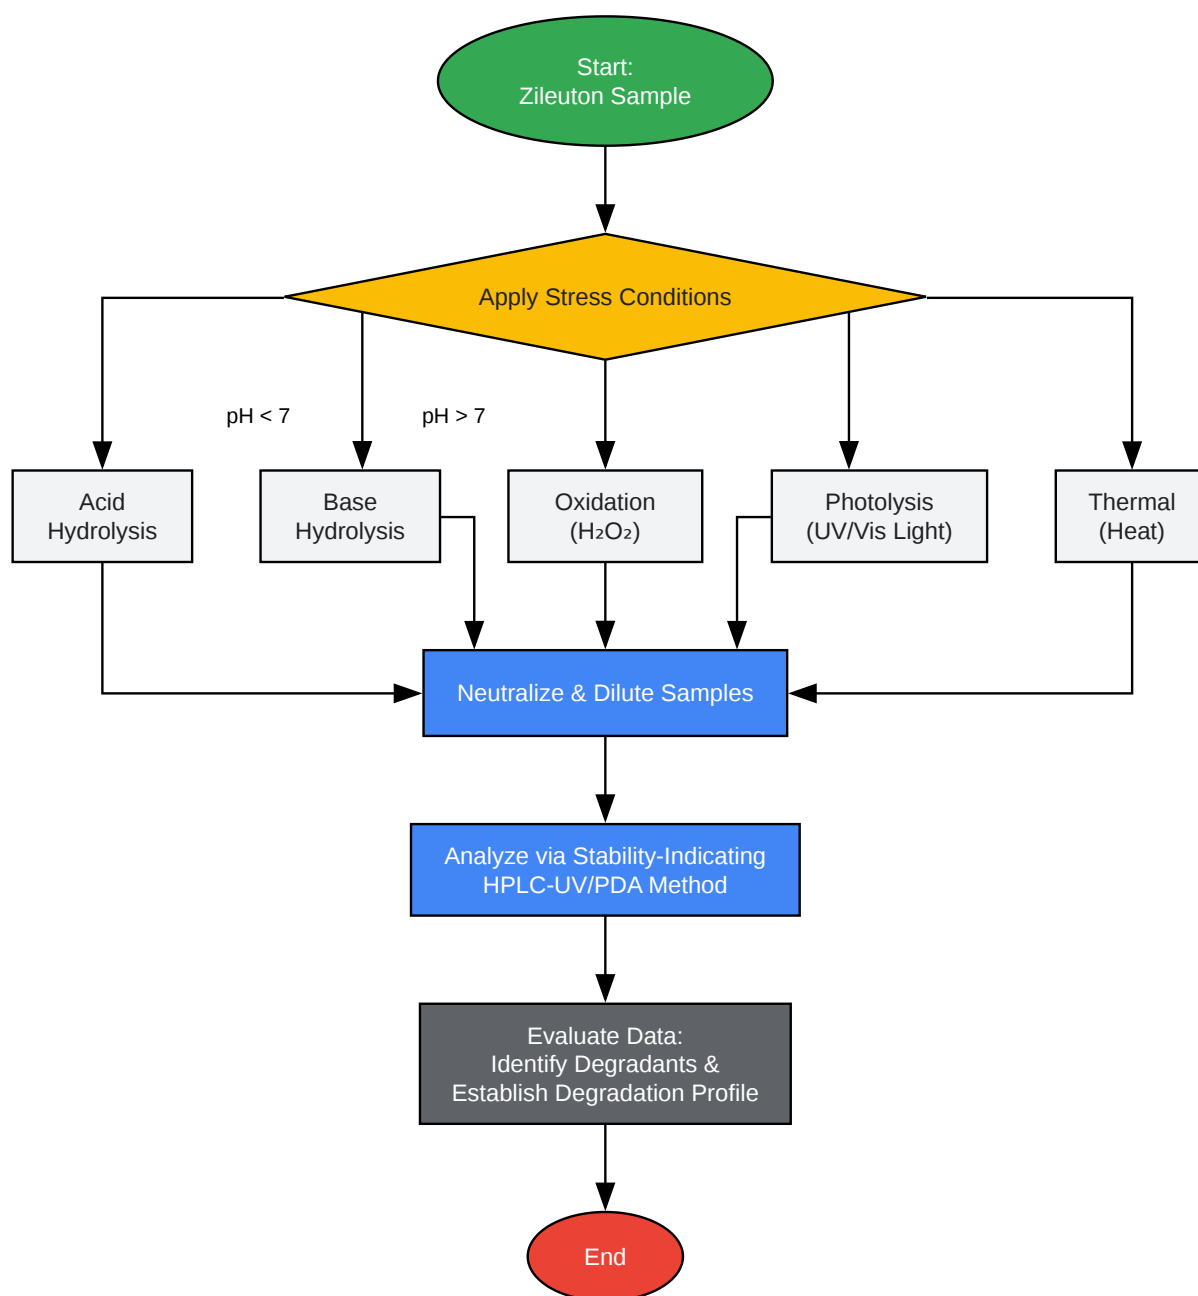 Start:
Zileuton Sample
Apply Stress Conditions
pH < 7
pH > 7
Acid
Hydrolysis
Base
Hydrolysis
Oxidation
(H₂O₂)
Photolysis
(UV/Vis Light)
Thermal
(Heat)
Neutralize & Dilute Samples
Analyze via Stability-Indicating
HPLC-UV/PDA Method
Evaluate Data:
Identify Degradants &
Establish Degradation Profile
End